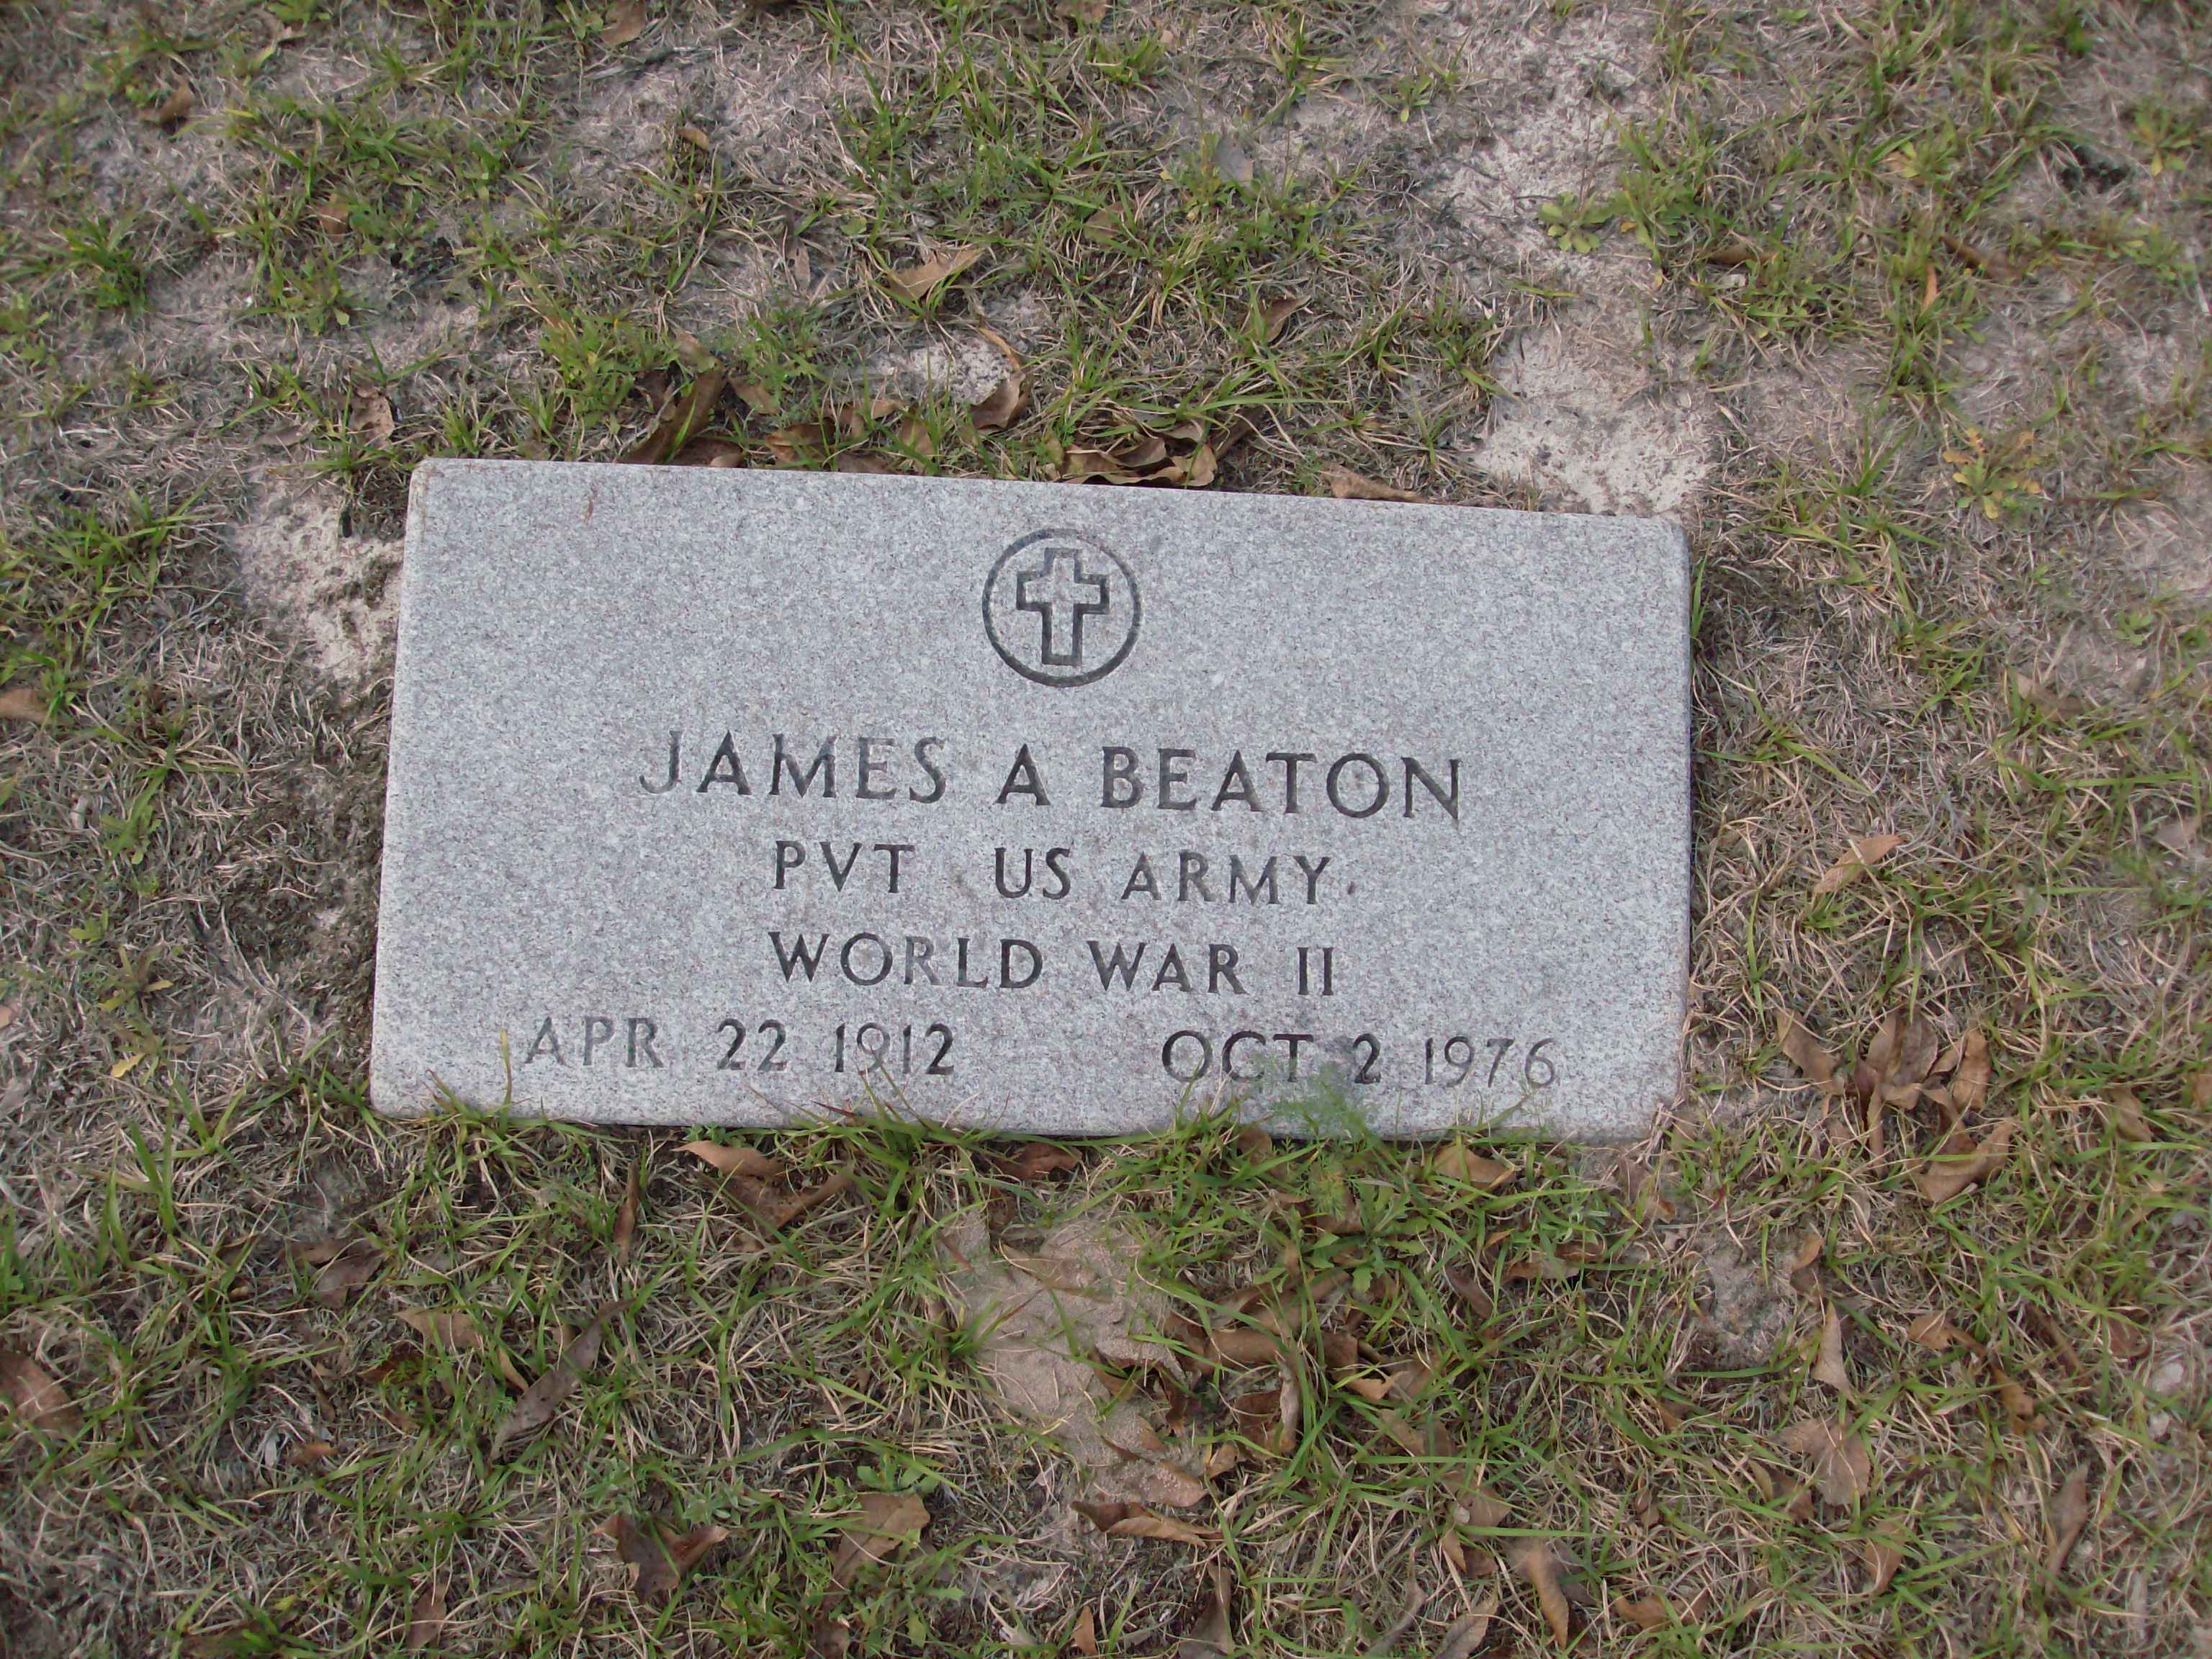 JAMES A BEATON
PVT US ARMY
WORLD WAR II
APR 22 1912 OCT 2 1976